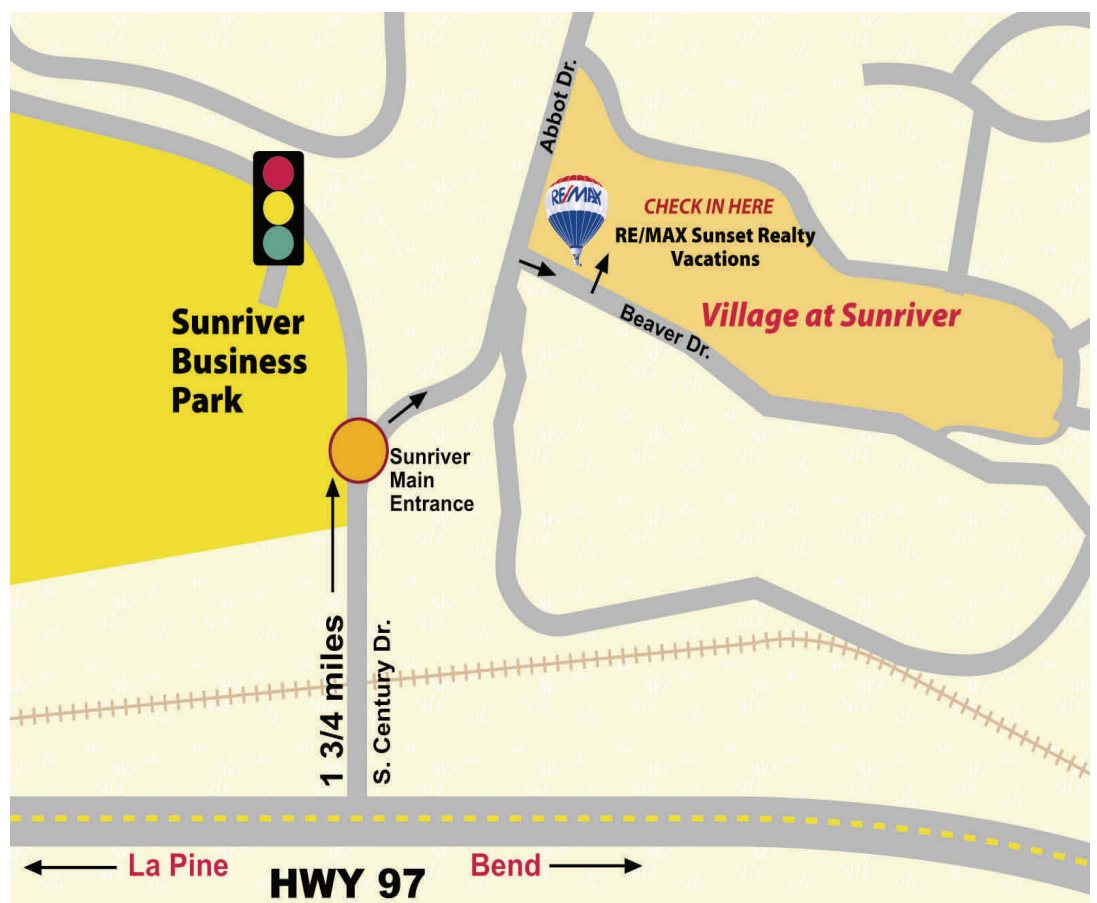 Abbot Dr.
RE/MAX
CHECK IN HERE
RE/MAX Sunset Realty
Vacations
Village at Sunriver
Beaver Dr.
Sunriver
Business
Park
Sunriver
Main
Entrance
1 3/4 miles
S. Century Dr.
La Pine
Bend
HWY 97